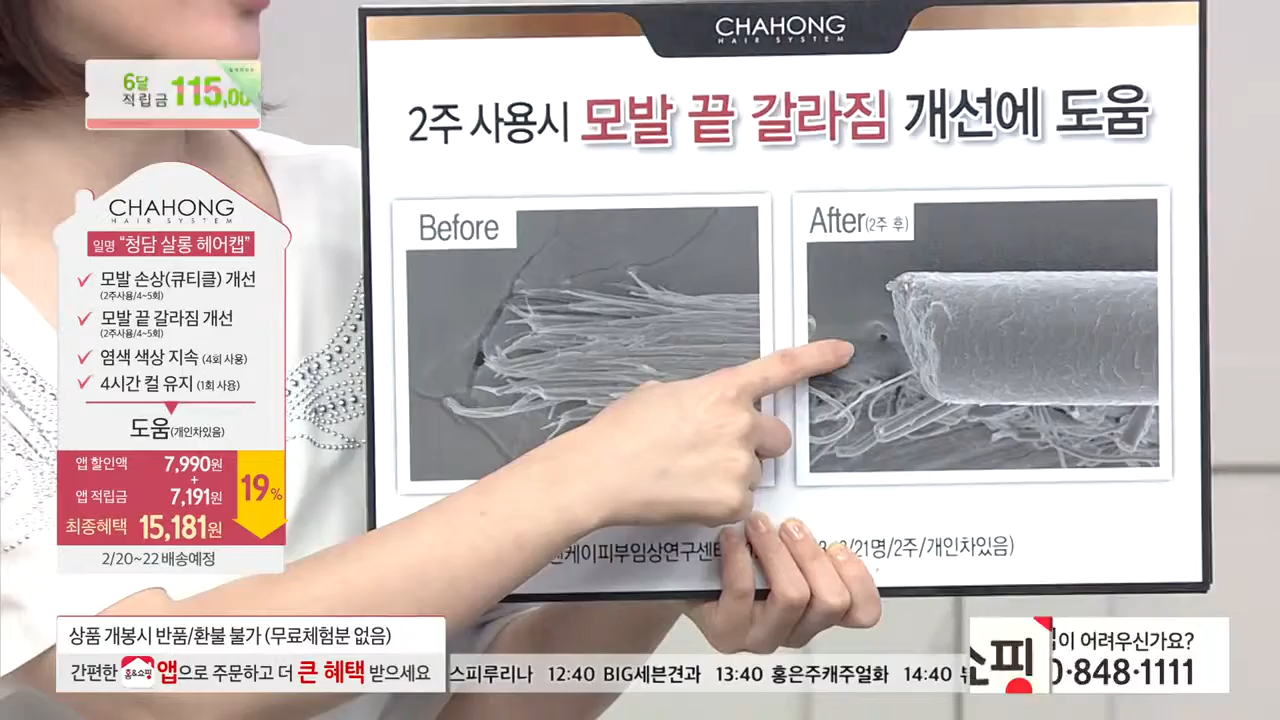 CHAHONG
HAIR SYSTEM
2주 사용시 모발 끝 갈라짐 개선에 도움
Before
After(2주 후)
케이피부임상연구센터
/21명/2주/개인차있음)
6달
적립금 115,00
CHAHONG
HAIR SYSTEM
일명 "청담 살롱 헤어캡"
모발 손상(큐티클) 개선
(2주사용/4~5회)
모발 끝 갈라짐 개선
(2주사용/4~5회)
염색 색상 지속 (4회 사용)
4시간 컬 유지 (1회 사용)
도움(개인차있음)
앱 할인액 7,990원
+
앱 적립금 7,191원
최종혜택 15,181원
19%
2/20~22 배송예정
상품 개봉시 반품/환불 불가 (무료체험분 없음)
간편한 홈&쇼핑 앱으로 주문하고 더 큰 혜택 받으세요
스피루리나 12:40 BIG세븐견과 13:40 홍은주캐주얼화 14:40
쇼핑
이 어려우신가요?
0·848·1111